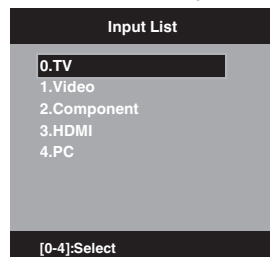 Input List
0.TV
1.Video
2.Component
3.HDMI
4.PC
[0-4]:Select